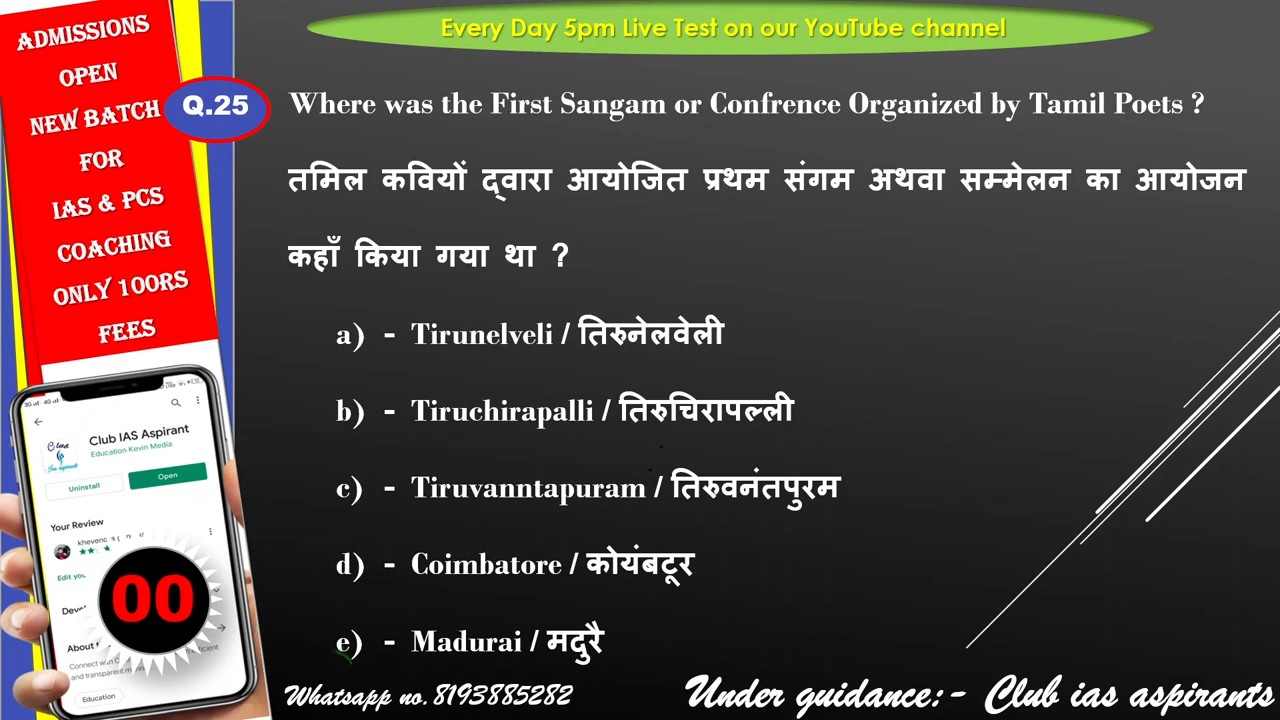 Every Day 5pm Live Test on our YouTube channel
ADMISSIONS
OPEN
NEW BATCH
FOR
IAS & PCS
COACHING
ONLY 100RS
FEES
Q.25
Where was the First Sangam or Confrence Organized by Tamil Poets ?
तमिल कवियों द्वारा आयोजित प्रथम संगम अथवा सम्मेलन का आयोजन
कहाँ किया गया था ?
a) - Tirunelveli / तिरुनेलवेली
b) - Tiruchirapalli / तिरुचिरापल्ली
c) - Tiruvanntapuram / तिरुवनंतपुरम
d) - Coimbatore / कोयंबटूर
e) - Madurai / मदुरै
Club IAS Aspirant
Education Kevin Media
Uninstall
Open
Your Review
Edit
00
About
Education
Whatsapp no. 8193885282
Under guidance:- Club ias aspirants